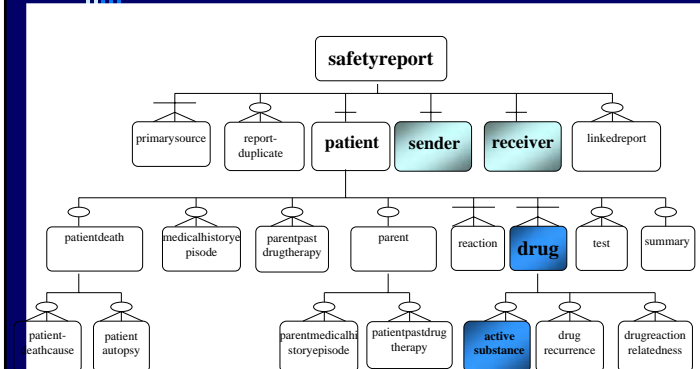 safetyreport
primarysource
report-
duplicate
patient
sender
receiver
linkedreport
patientdeath
medicalhistorye
pisode
parentpast
drugtherapy
parent
reaction
drug
test
summary
patient-
deathcause
patient
autopsy
parentmedicalhi
storyepisode
patientpastdrug
therapy
active
substance
drug
recurrence
drugreaction
relatedness